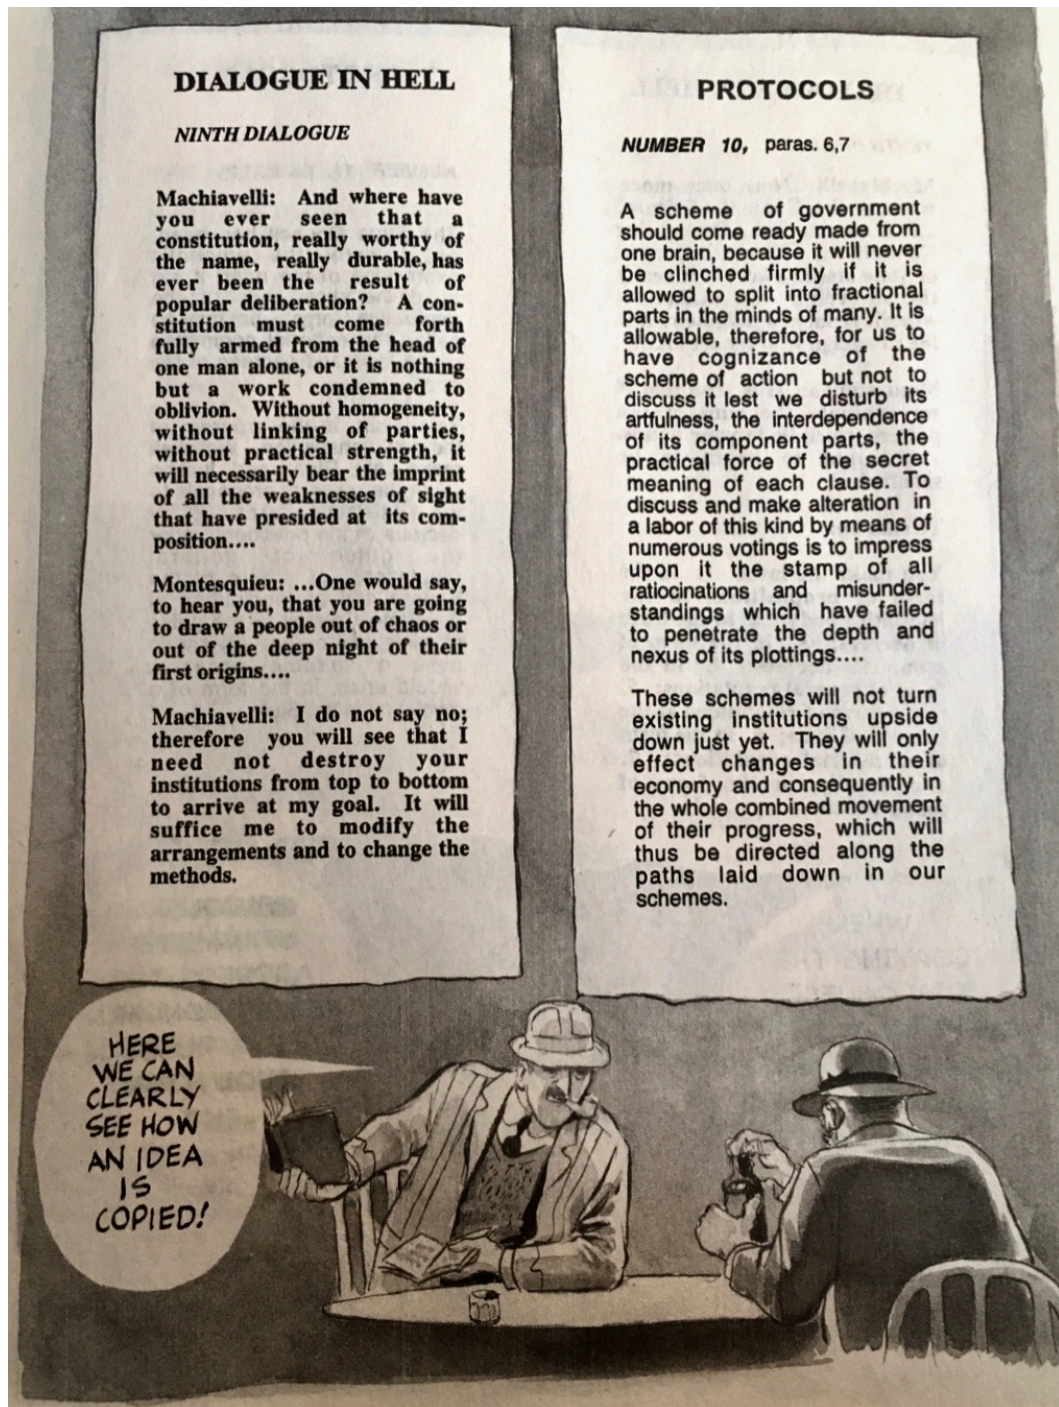 DIALOGUE IN HELL
NINTH DIALOGUE
Machiavelli: And where have
you ever seen that a
constitution, really worthy of
the name, really durable, has
ever been the result of
popular deliberation? A con-
stitution must come forth
fully armed from the head of
one man alone, or it is nothing
but a work condemned to
oblivion. Without homogeneity,
without linking of parties,
without practical strength, it
will necessarily bear the imprint
of all the weaknesses of sight
that have presided at its com-
position....
Montesquieu: ...One would say,
to hear you, that you are going
to draw a people out of chaos or
out of the deep night of their
first origins....
Machiavelli: I do not say no;
therefore you will see that I
need not destroy your
institutions from top to bottom
to arrive at my goal. It will
suffice me to modify the
arrangements and to change the
methods.
PROTOCOLS
NUMBER 10, paras. 6,7
A scheme of government
should come ready made from
one brain, because it will never
be clinched firmly if it is
allowed to split into fractional
parts in the minds of many. It is
allowable, therefore, for us to
have cognizance of the
scheme of action but not to
discuss it lest we disturb its
artfulness, the interdependence
of its component parts, the
practical force of the secret
meaning of each clause. To
discuss and make alteration in
a labor of this kind by means of
numerous votings is to impress
upon it the stamp of all
ratiocinations and misunder-
standings which have failed
to penetrate the depth and
nexus of its plottings....
These schemes will not turn
existing institutions upside
down just yet. They will only
effect changes in their
economy and consequently in
the whole combined movement
of their progress, which will
thus be directed along the
paths laid down in our
schemes.
HERE
WE CAN
CLEARLY
SEE HOW
AN IDEA
IS
COPIED!